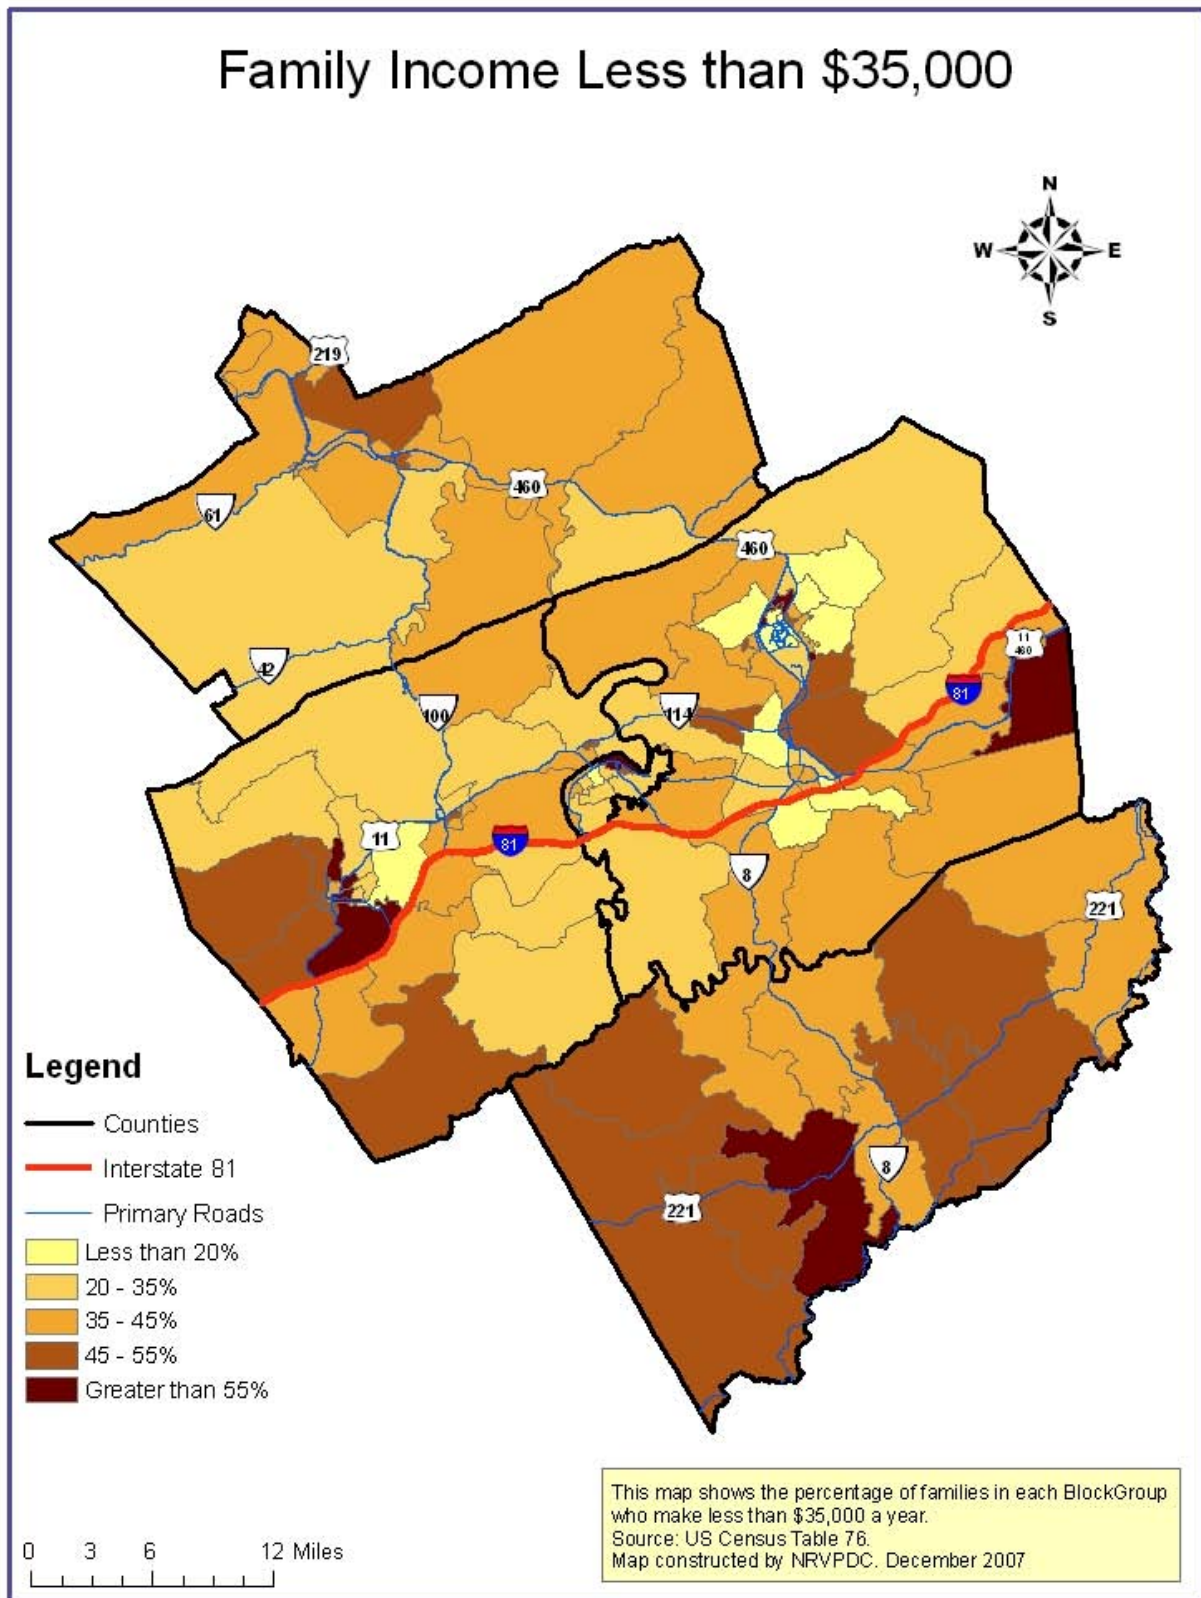 Family Income Less than $35,000
N
W E
S
219
460
61
460
11
460
42
81
100
114
11
81
8
221
8
221
Legend
Counties
Interstate 81
Primary Roads
Less than 20%
20 - 35%
35 - 45%
45 - 55%
Greater than 55%
This map shows the percentage of families in each BlockGroup
who make less than $35,000 a year.
Source: US Census Table 76.
Map constructed by NRVPDC. December 2007
0 3 6 12 Miles